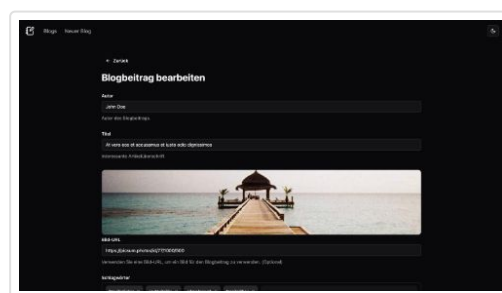 Blogs Neuer Blog
← Zurück
Blogbeitrag bearbeiten
Autor
John Doe
Autor des Blogbeitrags
Titel
At vero eos et accusamus et iusto odio dignissimos
Interessante Artikelüberschrift
Bild-URL
Verwenden Sie eine Bild-URL, um ein Bild für den Blogbeitrag zu verwenden. (Optional)
Schlagwörter